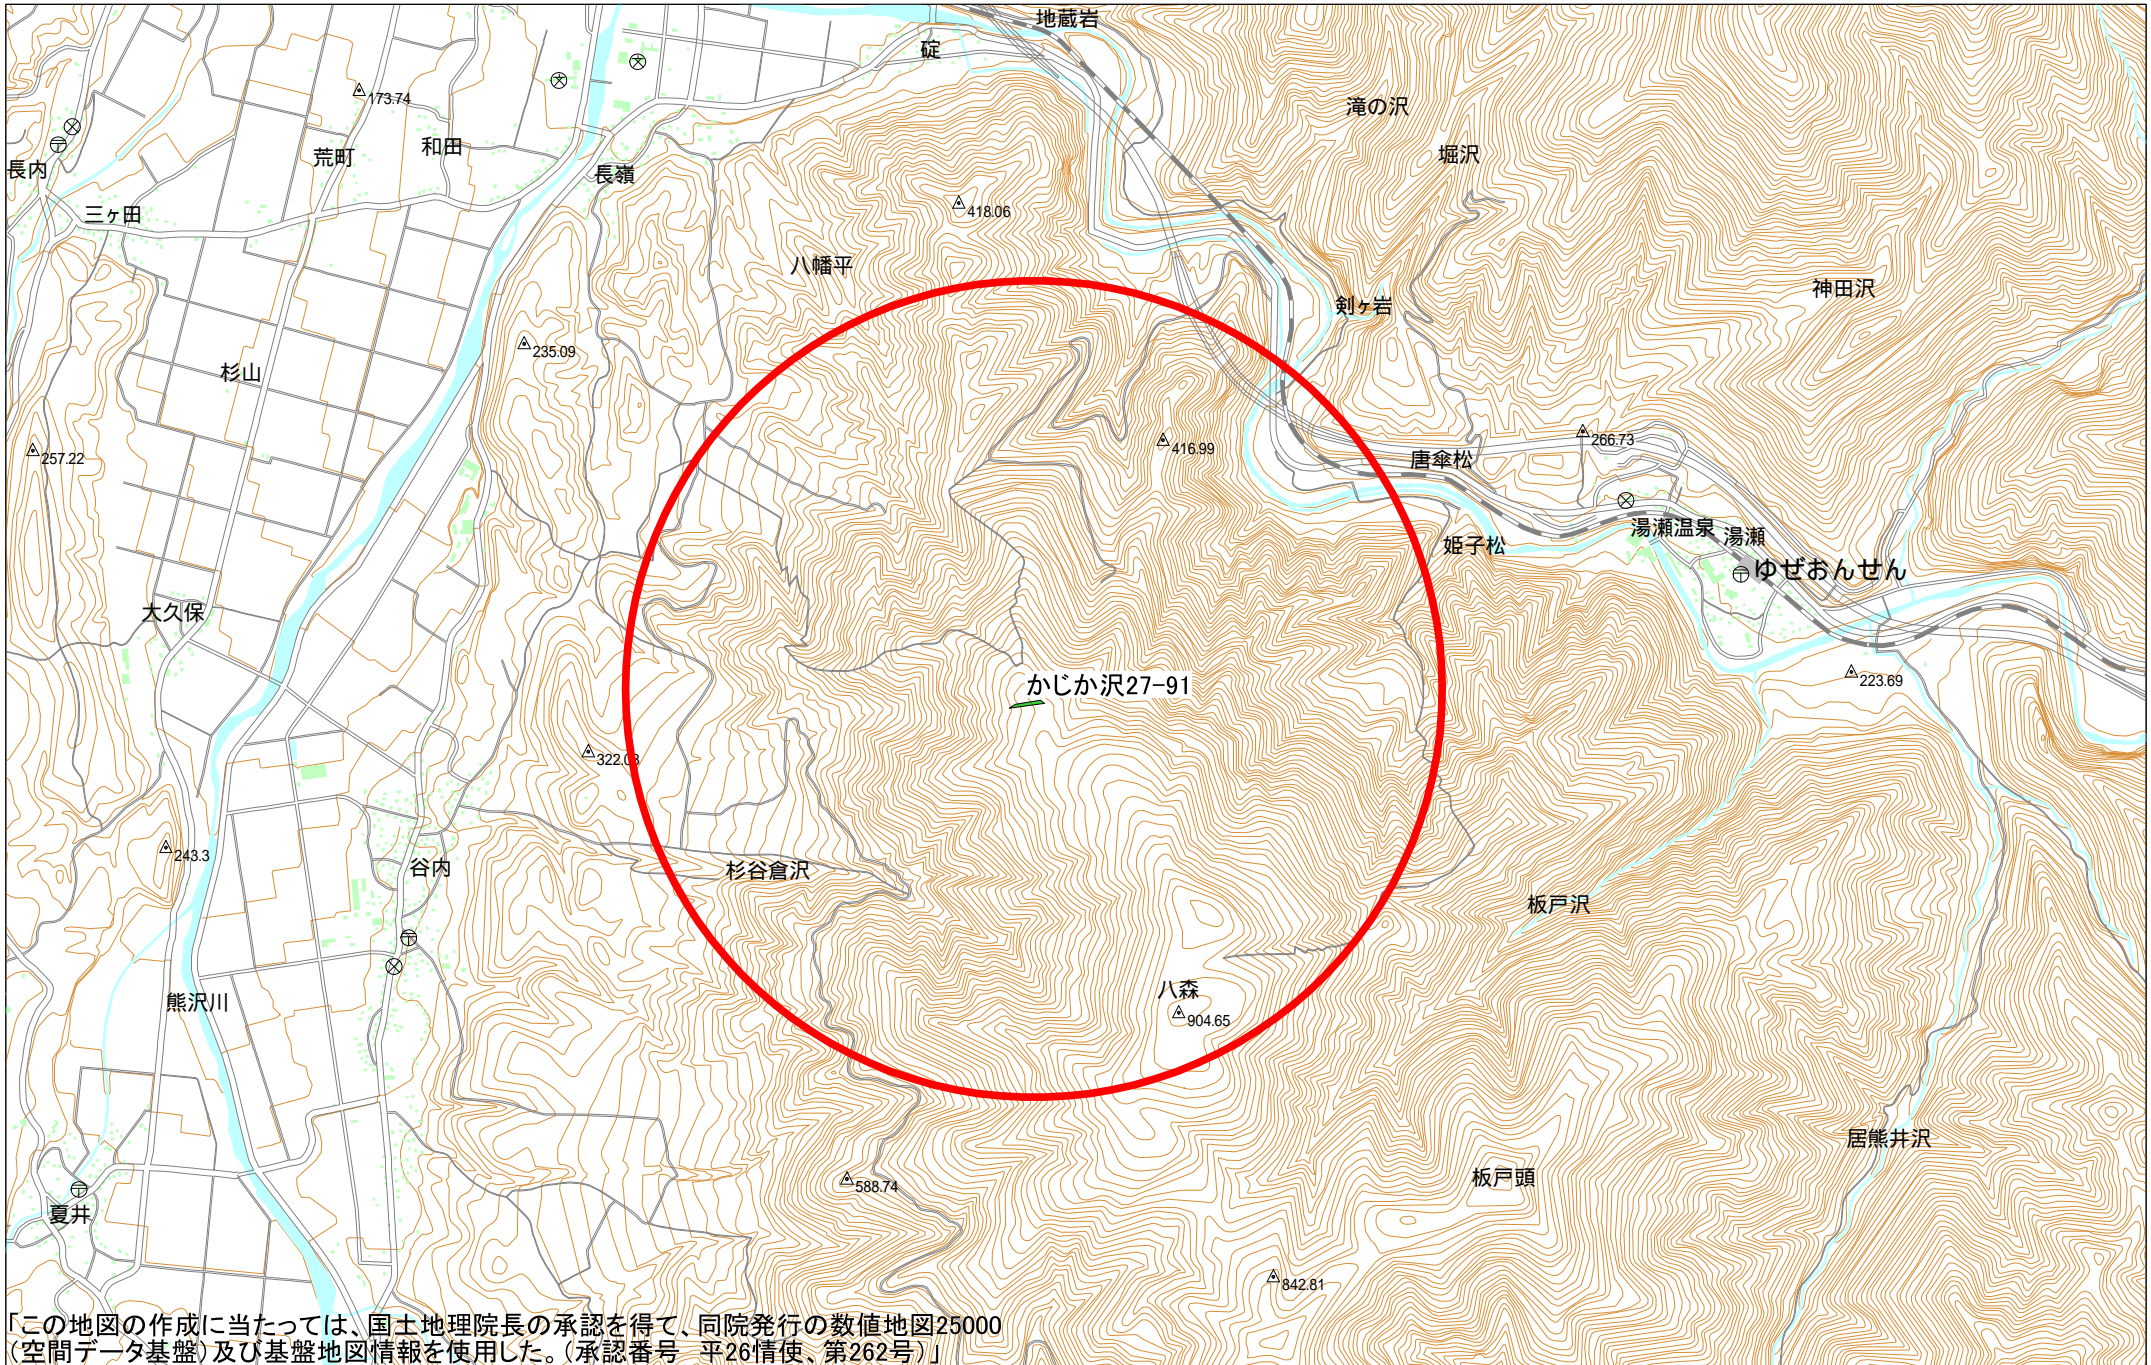 地蔵岩
碇
173.74
滝の沢
和田
荒町
堀沢
長内
長嶺
418.06
三ヶ田
八幡平
神田沢
剣ヶ岩
235.09
杉山
416.99
266.73
257.22
唐傘松
湯瀬温泉
湯瀬
姫子松
ゆぜおんせん
大久保
223.69
かじか沢27-91
322.03
243.3
谷内
杉谷倉沢
板戸沢
八森
熊沢川
904.65
居熊井沢
板戸頭
588.74
夏井
842.81
「この地図の作成に当たっては、国土地理院長の承認を得て、同院発行の数値地図25000
（空間データ基盤）及び基盤地図情報を使用した。（承認番号　平26情使、第262号）」